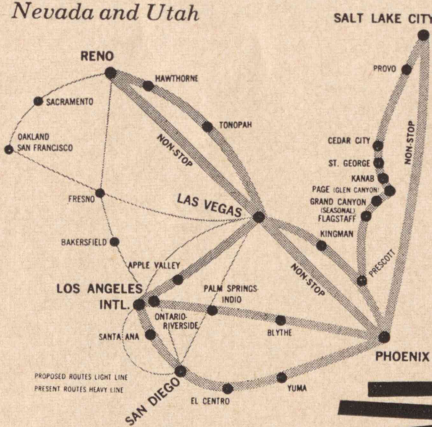 Nevada and Utah
SALT LAKE CITY
RENO
PROVO
HAWTHORNE
SACRAMENTO
TONOPAH
OAKLAND
SAN FRANCISCO
NON-STOP
NON-STOP
CEDAR CITY
ST. GEORGE
KANAB
PAGE (GLEN CANYON)
GRAND CANYON
(SEASONAL)
FLAGSTAFF
FRESNO
LAS VEGAS
KINGMAN
BAKERSFIELD
PRESCOTT
NON-STOP
APPLE VALLEY
LOS ANGELES
INTL.
PALM SPRINGS
INDIO
ONTARIO-
RIVERSIDE
BLYTHE
SANTA ANA
PHOENIX
PROPOSED ROUTES LIGHT LINE
PRESENT ROUTES HEAVY LINE
SAN DIEGO
YUMA
EL CENTRO